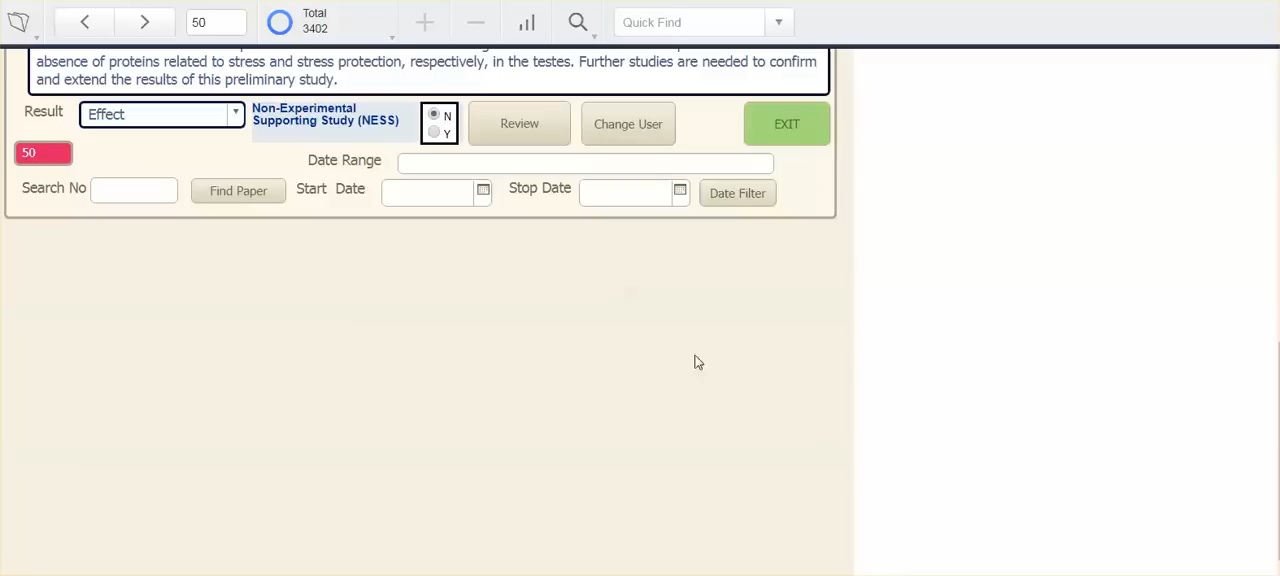 50
Total
3402
Quick Find
absence of proteins related to stress and stress protection, respectively, in the testes. Further studies are needed to confirm
and extend the results of this preliminary study.
Result
Effect
Non-Experimental
Supporting Study (NESS)
N
Y
Review
Change User
EXIT
50
Date Range
Search No
Find Paper
Start Date
Stop Date
Date Filter